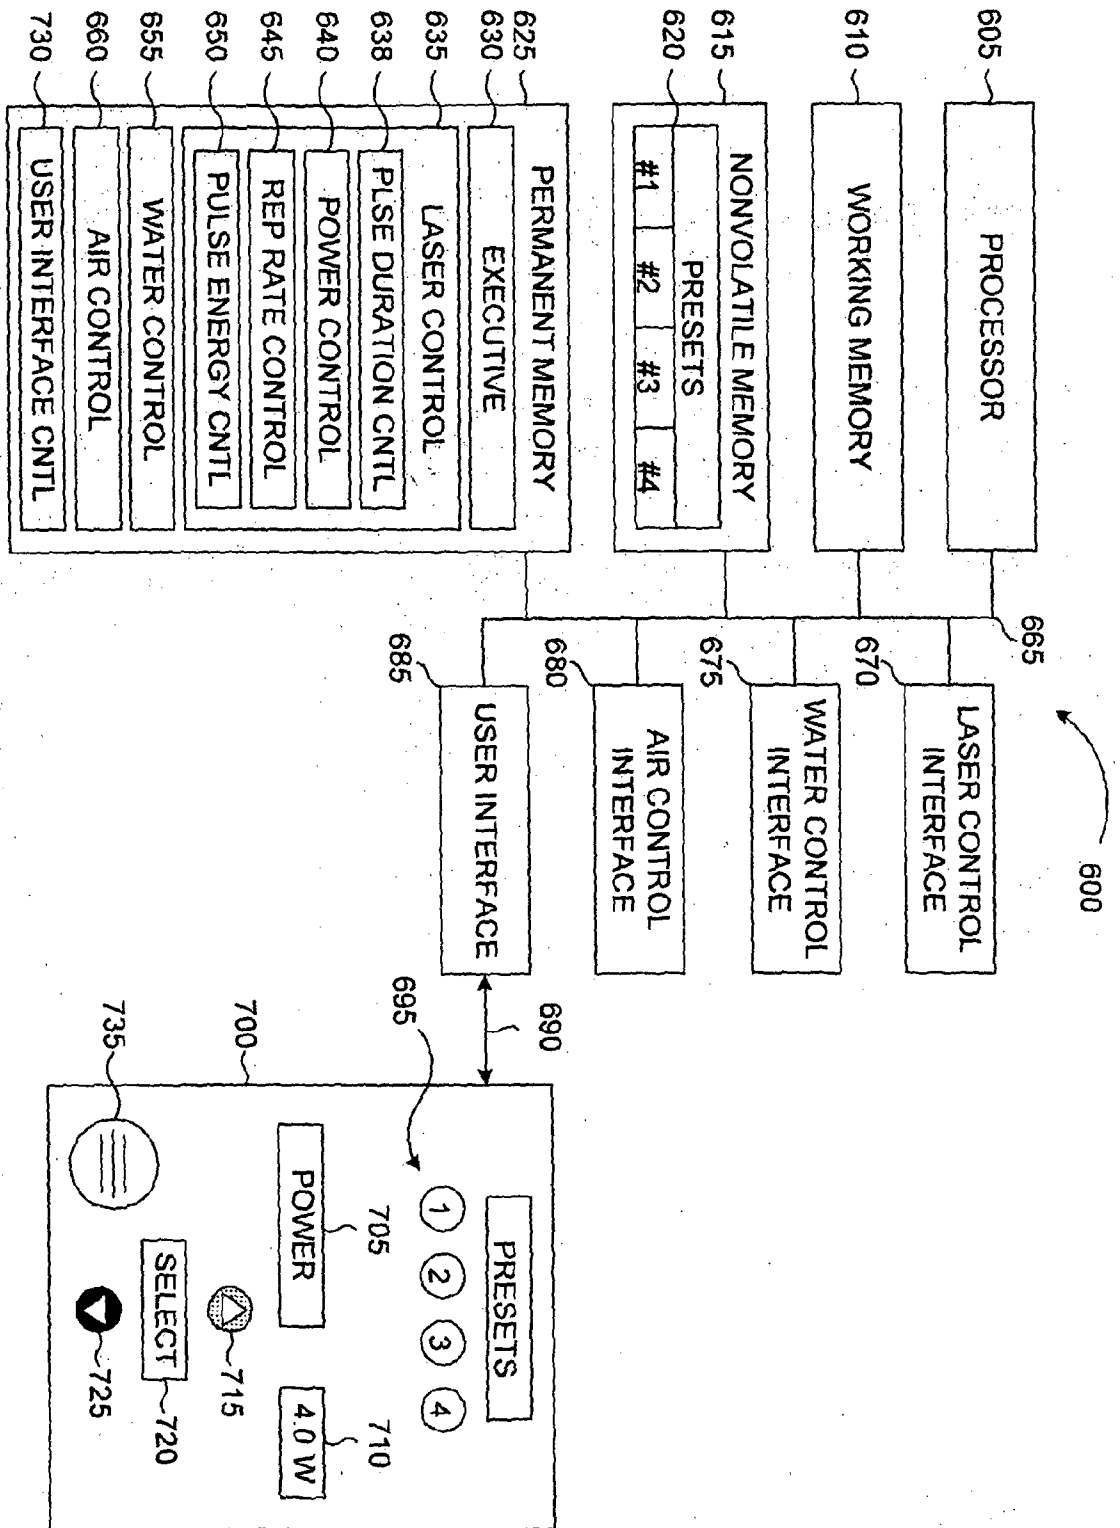 600
605
PROCESSOR
610
WORKING MEMORY
615
NONVOLATILE MEMORY
620
PRESETS
#1 #2 #3 #4
625
PERMANENT MEMORY
630
EXECUTIVE
635
LASER CONTROL
638
PLSE DURATION CNTL
640
POWER CONTROL
645
REP RATE CONTROL
650
PULSE ENERGY CNTL
655
WATER CONTROL
660
AIR CONTROL
730
USER INTERFACE CNTL
665
670
LASER CONTROL
INTERFACE
675
WATER CONTROL
INTERFACE
680
AIR CONTROL
INTERFACE
685
USER INTERFACE
690
695
PRESETS
1 2 3 4
700
705
POWER
710
4.0 W
715
SELECT
720
725
735